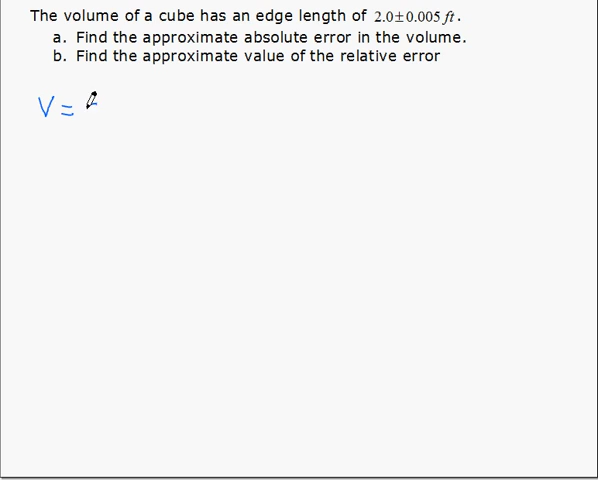 The volume of a cube has an edge length of 2.0±0.005 ft.
a. Find the approximate absolute error in the volume.
b. Find the approximate value of the relative error
V =